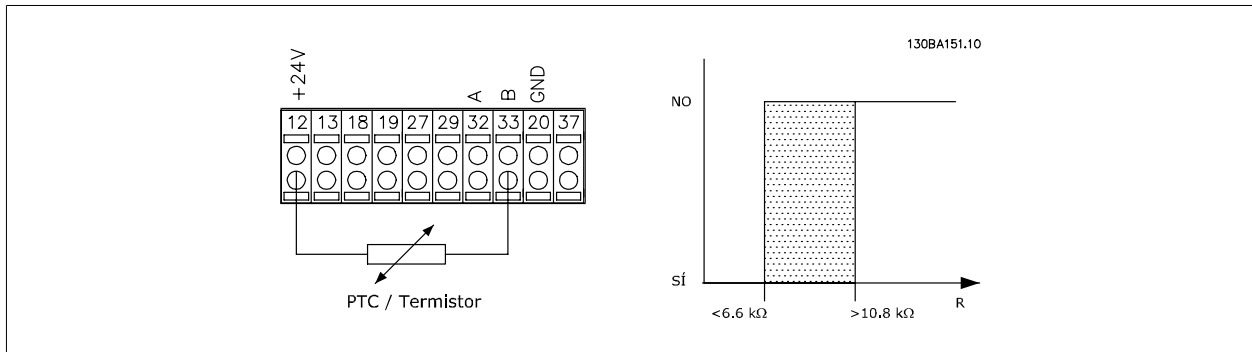 130BA151.10
+24V
A
B
GND
12 13 18 19 27 29 32 33 20 37
PTC / Termistor
NO
SÍ
<6.6 kΩ
>10.8 kΩ
R